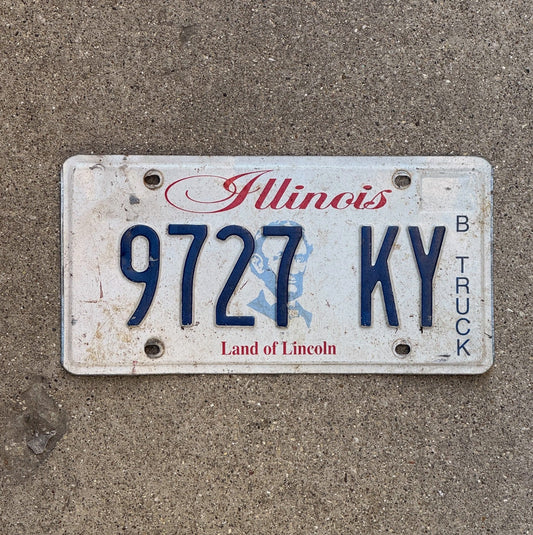 Illinois
9727 KY
B TRUCK
Land of Lincoln